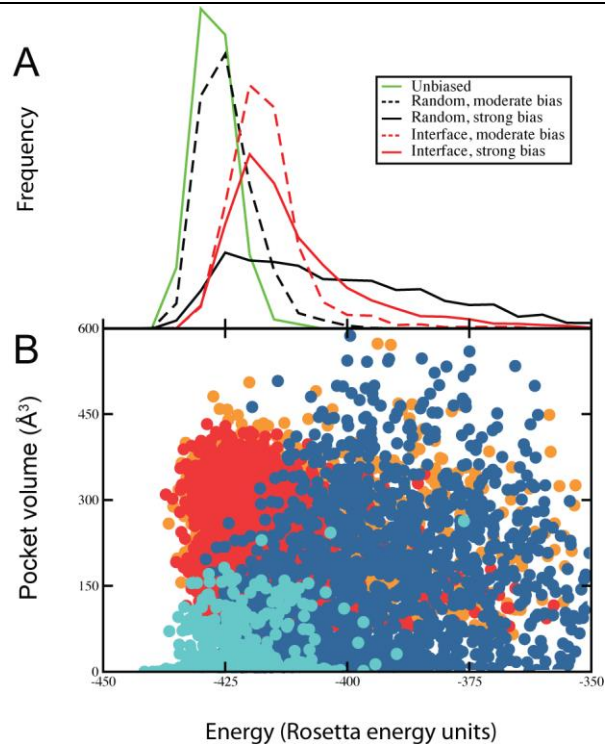 A
Frequency
Unbiased
Random, moderate bias
Random, strong bias
Interface, moderate bias
Interface, strong bias
B
Pocket volume (Å³)
600
450
300
150
0
-450
-425
-400
-375
-350
Energy (Rosetta energy units)